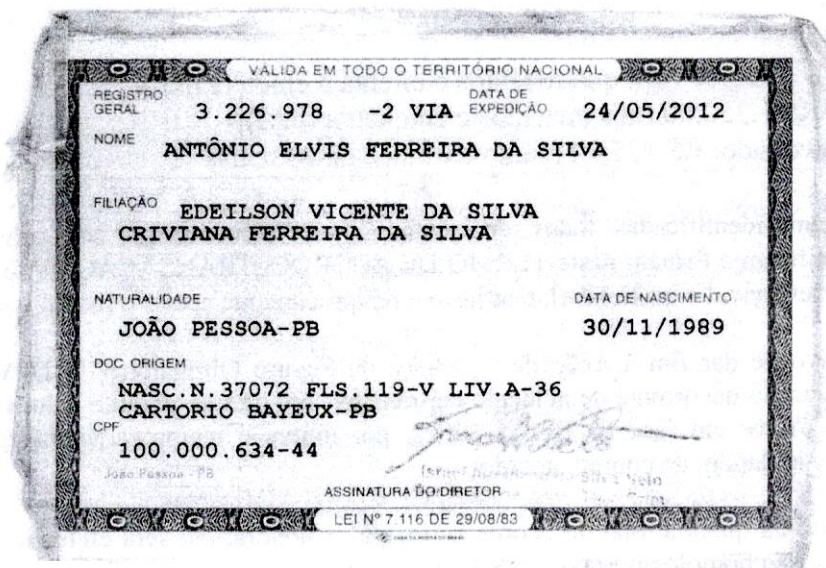 VÁLIDA EM TODO O TERRITÓRIO NACIONAL
REGISTRO GERAL 3.226.978 -2 VIA DATA DE EXPEDIÇÃO 24/05/2012
NOME ANTÔNIO ELVIS FERREIRA DA SILVA
FILIAÇÃO EDEILSON VICENTE DA SILVA
CRIVIANA FERREIRA DA SILVA
NATURALIDADE DATA DE NASCIMENTO
JOÃO PESSOA-PB 30/11/1989
DOC ORIGEM
NASC.N.37072 FLS.119-V LIV.A-36
CARTORIO BAYEUX-PB
CPF
100.000.634-44
João Pessoa - PB
ASSINATURA DO DIRETOR
LEI Nº 7.116 DE 29/08/83